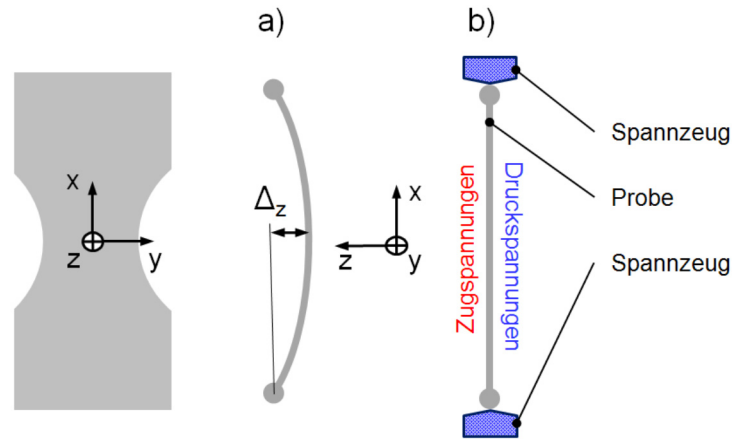 a)
b)
x
z
y
Δz
x
z
y
Zugspannungen
Druckspannungen
Spannzeug
Probe
Spannzeug